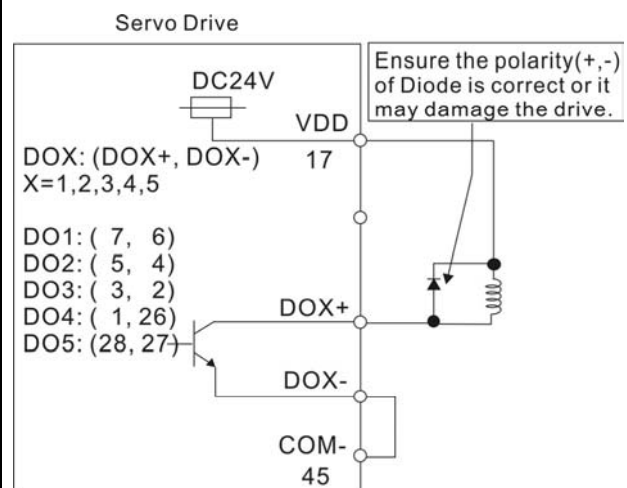 Servo Drive
Ensure the polarity(+,-)
of Diode is correct or it
may damage the drive.
DC24V
VDD
17
DOX: (DOX+, DOX-)
X=1,2,3,4,5
DO1: ( 7, 6)
DO2: ( 5, 4)
DO3: ( 3, 2)
DO4: ( 1, 26)
DO5: (28, 27)
DOX+
DOX-
COM-
45